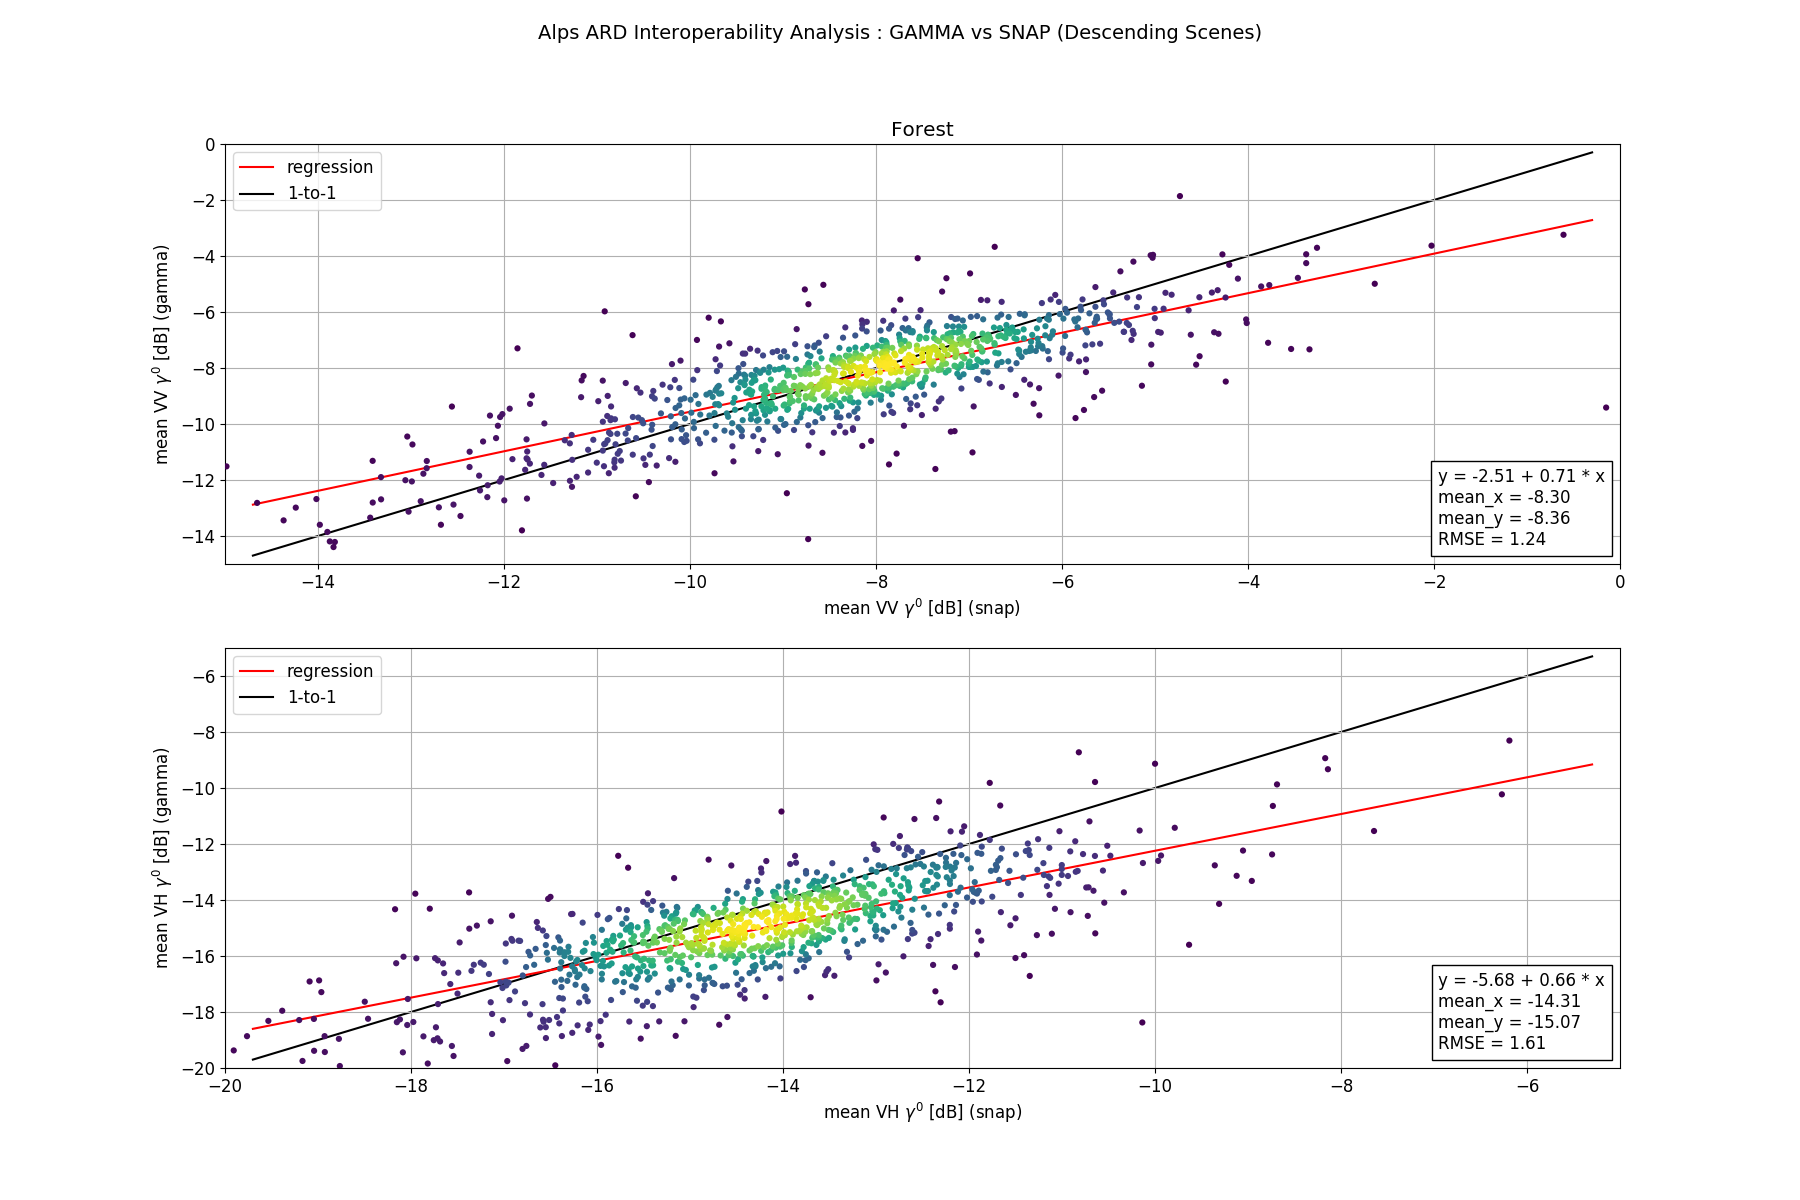 Alps ARD Interoperability Analysis : GAMMA vs SNAP (Descending Scenes)
Forest
regression
1-to-1
0
−2
−4
−6
−8
−10
−12
−14
mean VV γ⁰ [dB] (gamma)
y = -2.51 + 0.71 * x
mean_x = -8.30
mean_y = -8.36
RMSE = 1.24
−14 −12 −10 −8 −6 −4 −2 0
mean VV γ⁰ [dB] (snap)
regression
1-to-1
−6
−8
−10
−12
−14
−16
−18
−20
mean VH γ⁰ [dB] (gamma)
y = -5.68 + 0.66 * x
mean_x = -14.31
mean_y = -15.07
RMSE = 1.61
−20 −18 −16 −14 −12 −10 −8 −6
mean VH γ⁰ [dB] (snap)